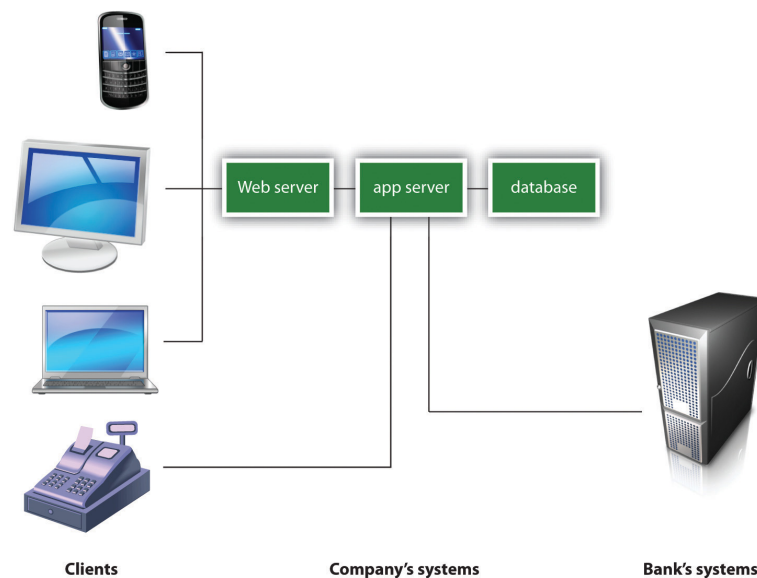 Web server
app server
database
Clients
Company's systems
Bank's systems